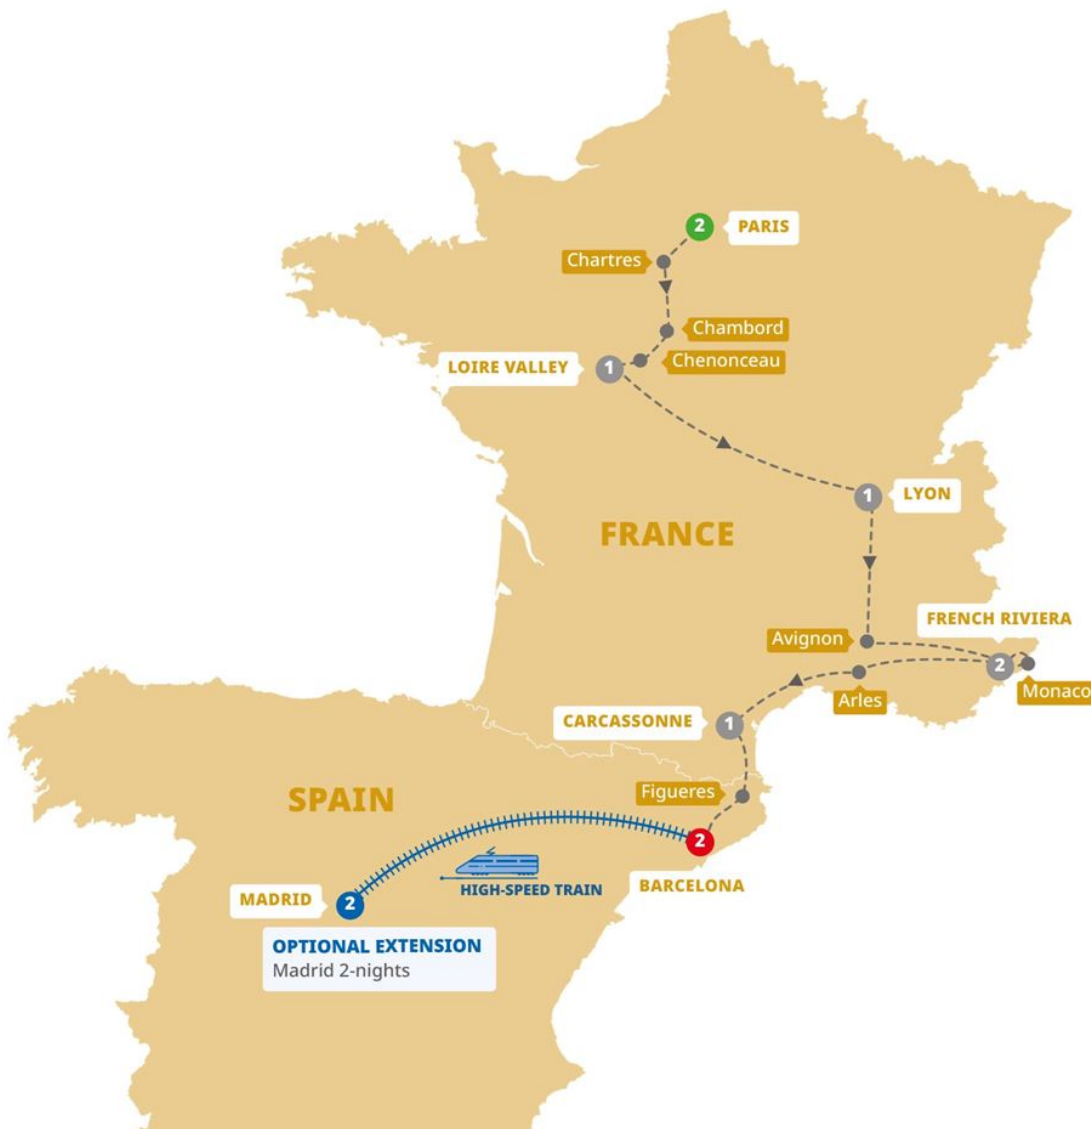 2
PARIS
Chartres
Chambord
LOIRE VALLEY
1
Chenonceau
1
LYON
FRANCE
FRENCH RIVIERA
Avignon
2
Monaco
Arles
CARCASSONNE
1
Figueres
SPAIN
2
HIGH-SPEED TRAIN
BARCELONA
MADRID
2
OPTIONAL EXTENSION
Madrid 2-nights